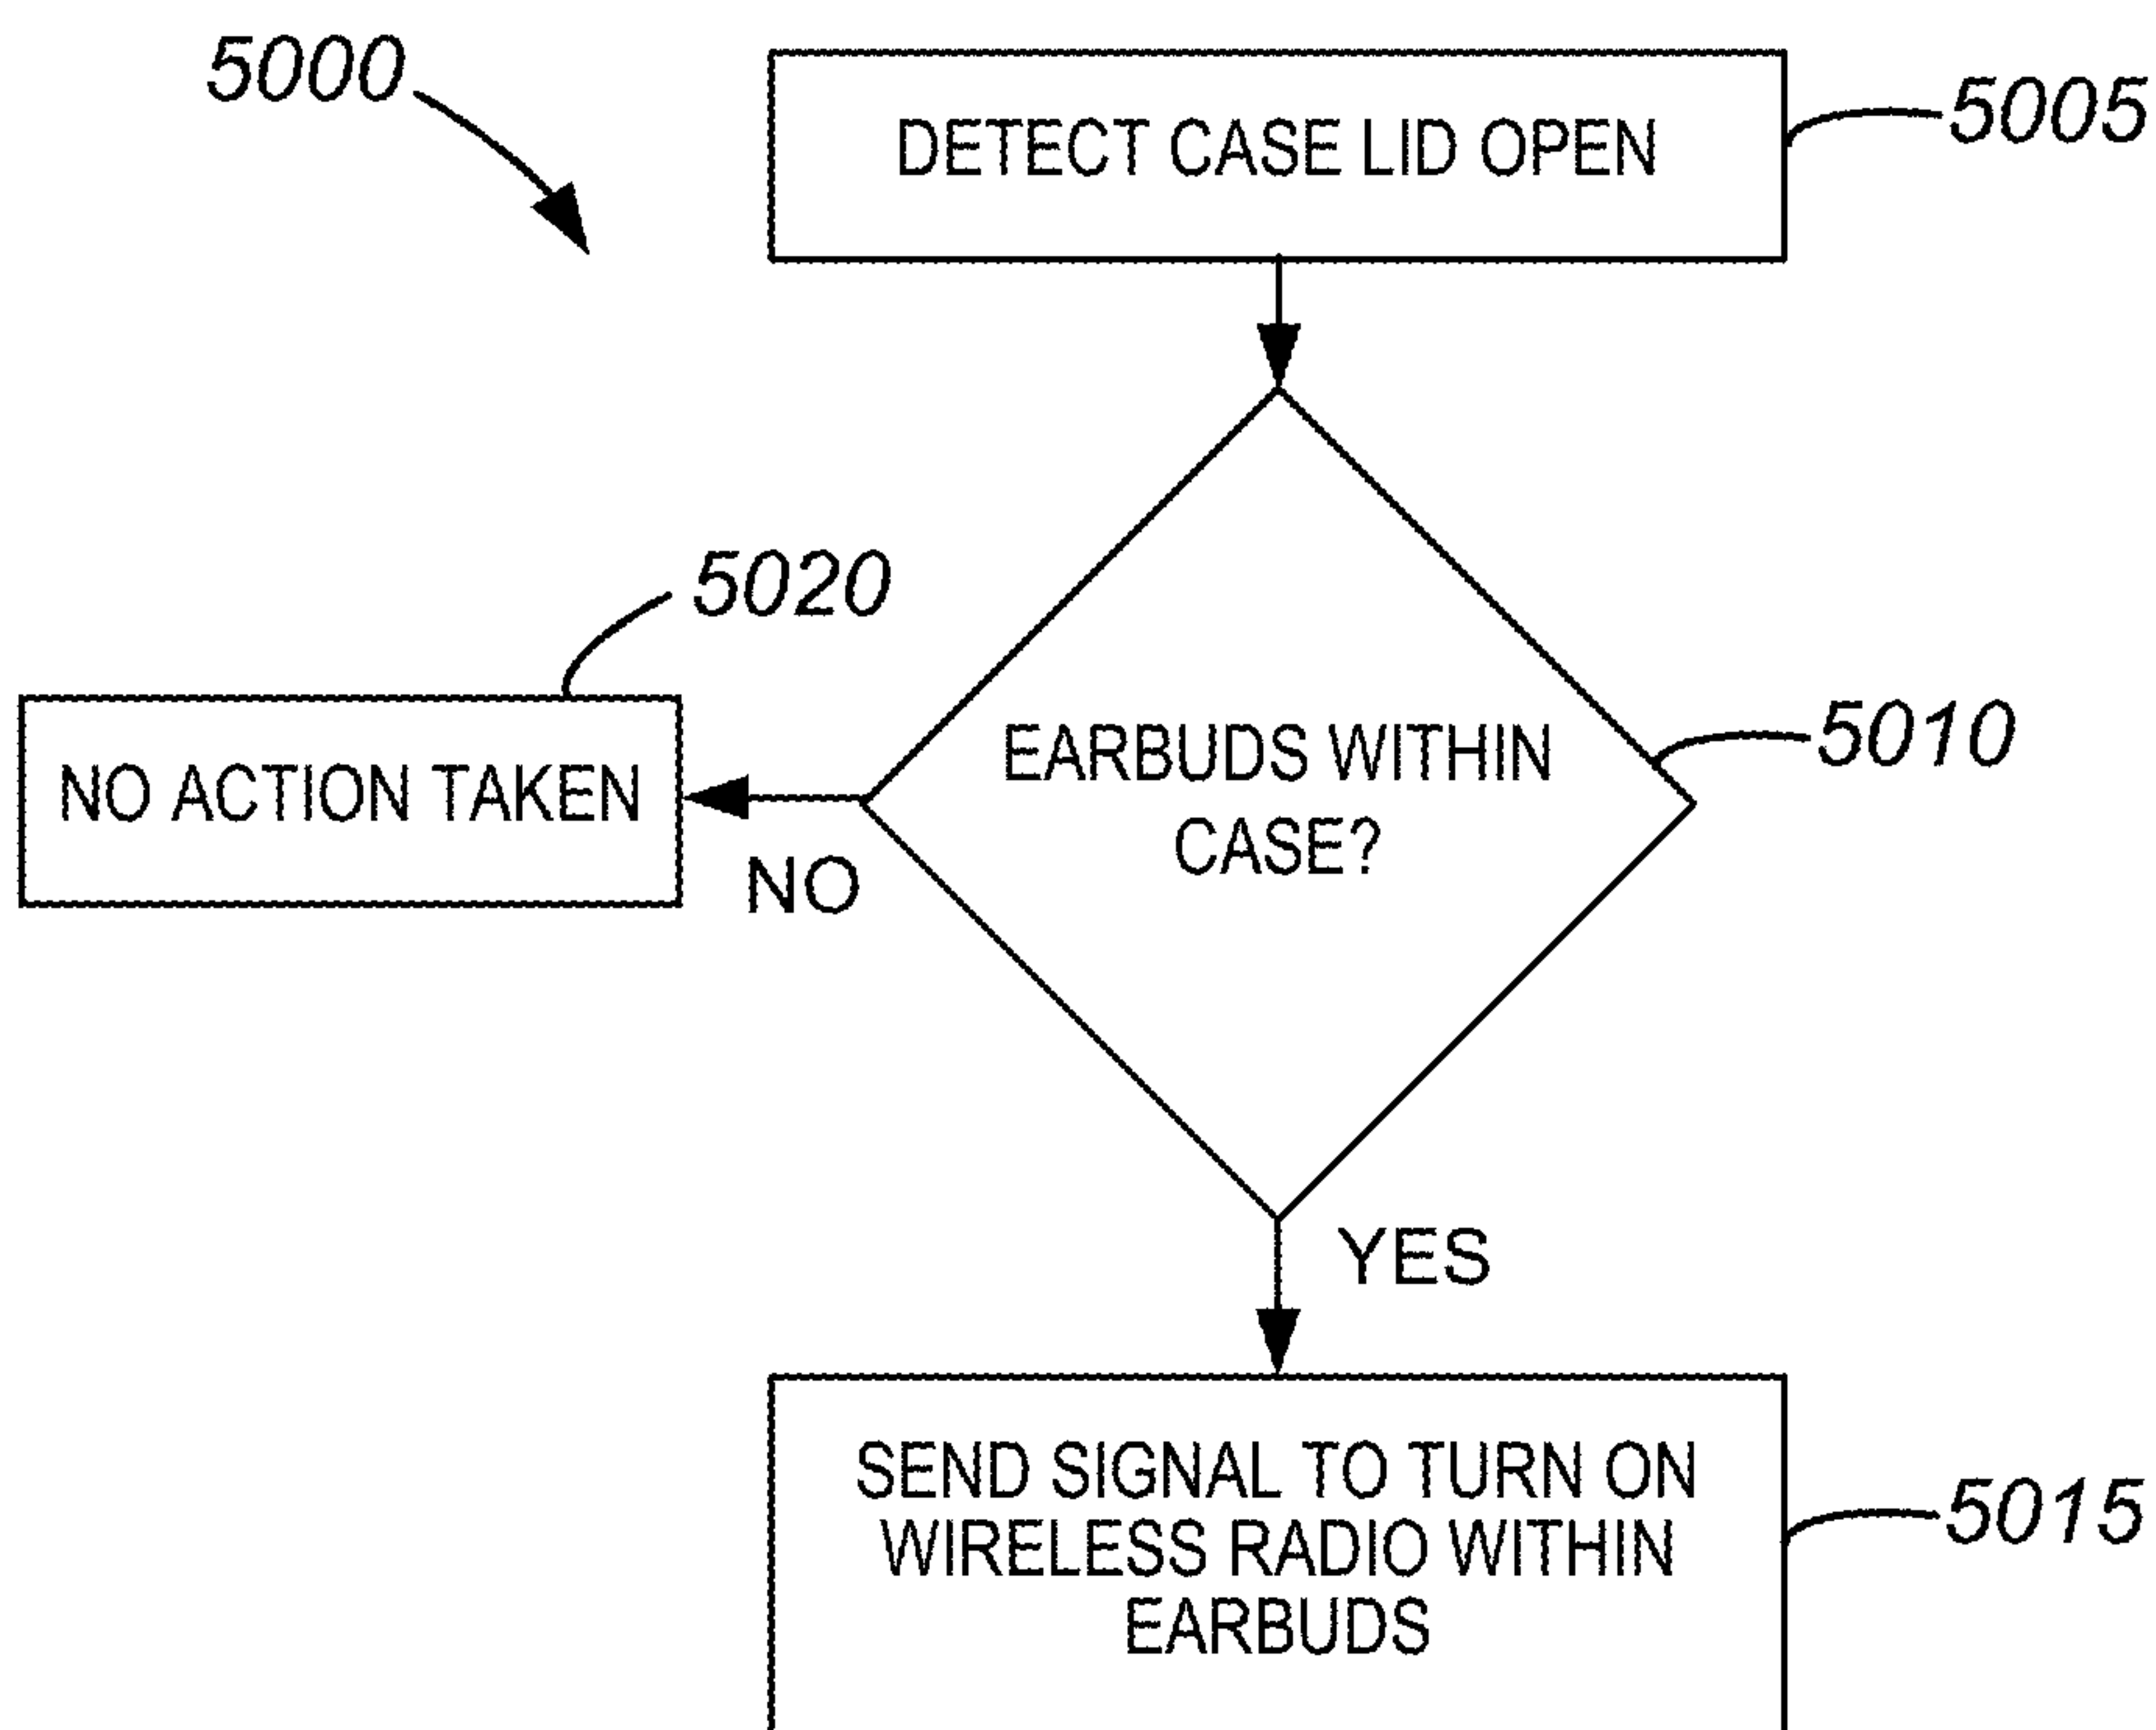 5000
DETECT CASE LID OPEN
5005
5020
NO ACTION TAKEN
NO
EARBUDS WITHIN
CASE?
5010
YES
SEND SIGNAL TO TURN ON
WIRELESS RADIO WITHIN
EARBUDS
5015